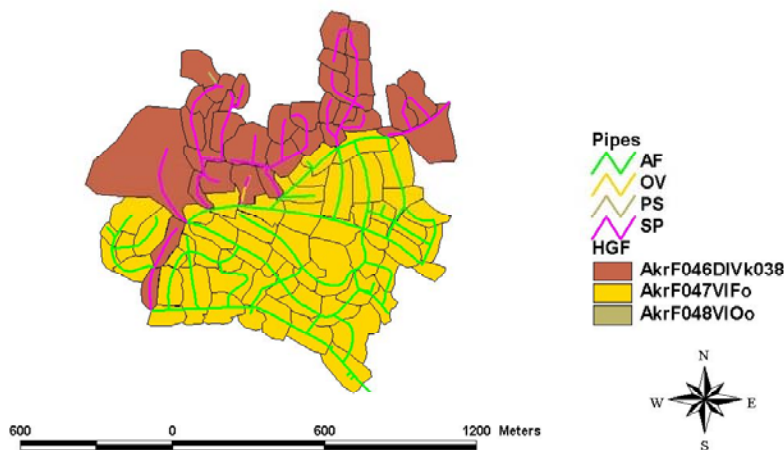 Pipes
AF
OV
PS
SP
HGF
AkrF046DIVk038
AkrF047VIFo
AkrF048VIOo
N
W E
S
600 0 600 1200 Meters